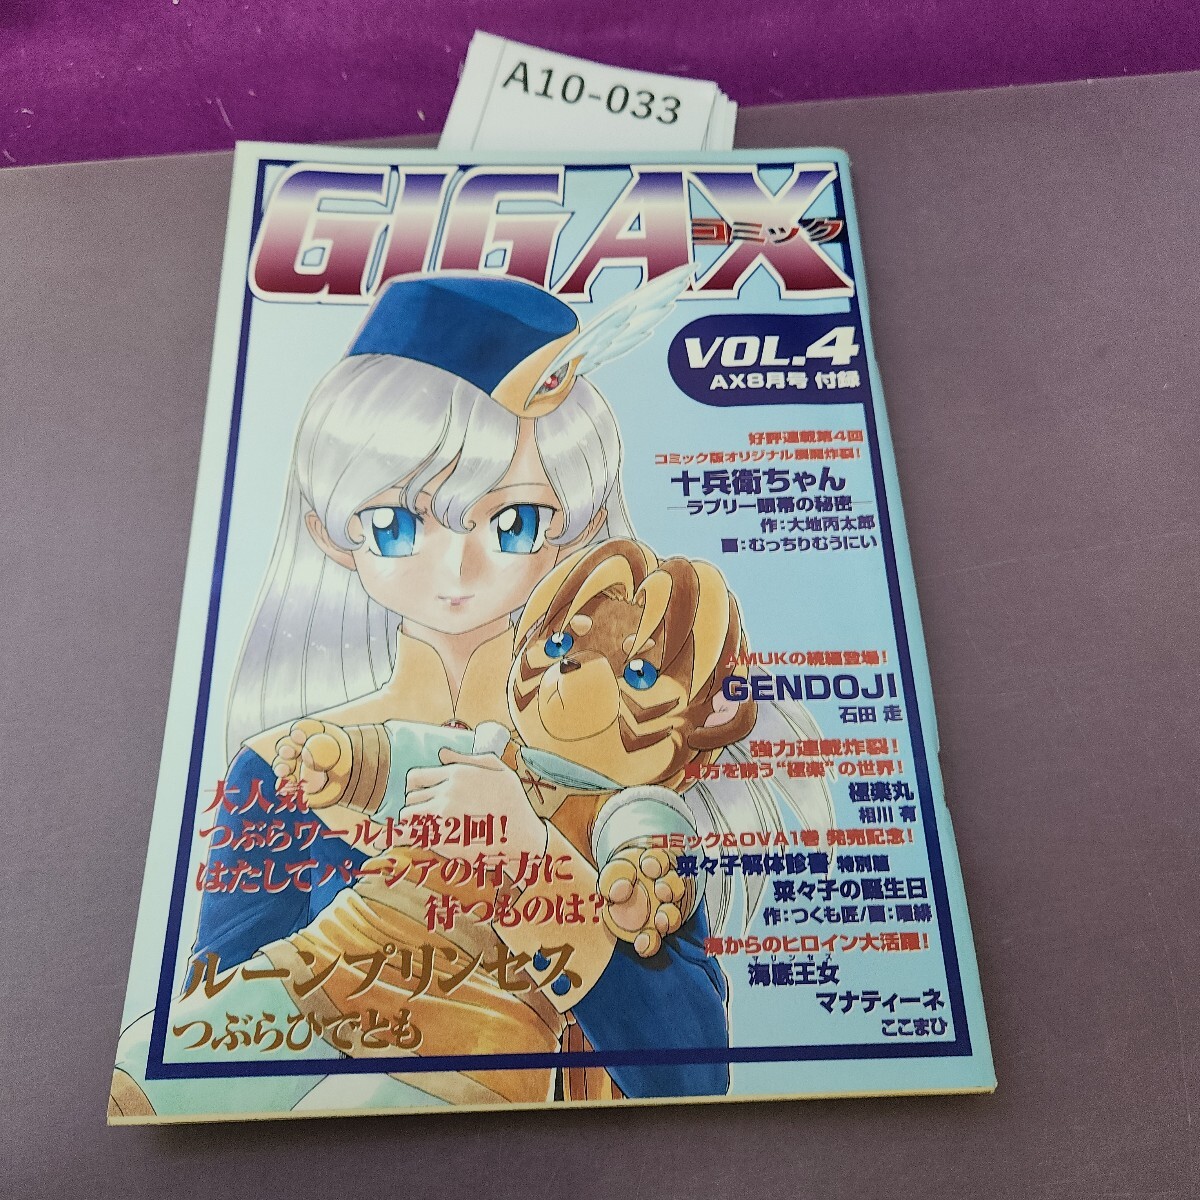 A10-033
GIGAX
コミック
VOL.4
AX8月号 付録
好評連載第4回
コミック版オリジナル展開炸裂!
十兵衛ちゃん
―ラブリー眼帯の秘密―
作:大地丙太郎
画:むっちりむうにい
AMUKの続編登場!
GENDOJI
石田 走
強力連載炸裂!
貴方を誘う“極楽”の世界!
極楽丸
相川 有
コミック&OVA1巻 発売記念!
菜々子解体診書 特別篇
菜々子の誕生日
作:つくも匠/画:曜緋
海からのヒロイン大活躍!
マリンセス
海底王女
マナティーネ
ここまひ
大人気
つぶらワールド第2回!
はたしてパーシアの行方に
待つものは?
ルーンプリンセス
つぶらひでとも